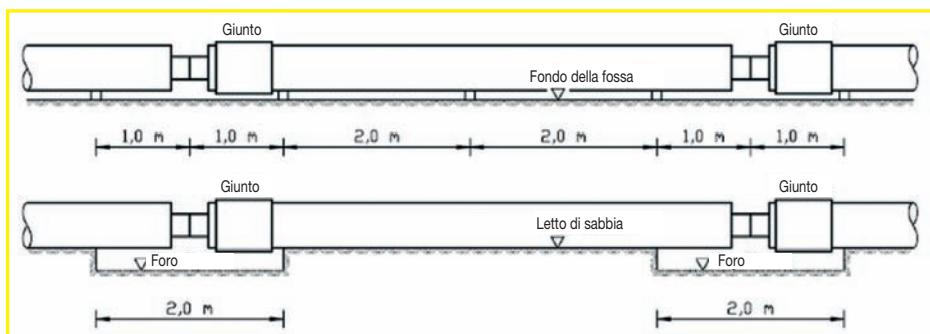 Giunto Giunto
Fondo della fossa
1,0 m 1,0 m 2,0 m 2,0 m 1,0 m 1,0 m
Giunto Giunto
Letto di sabbia
Foro Foro
2,0 m 2,0 m